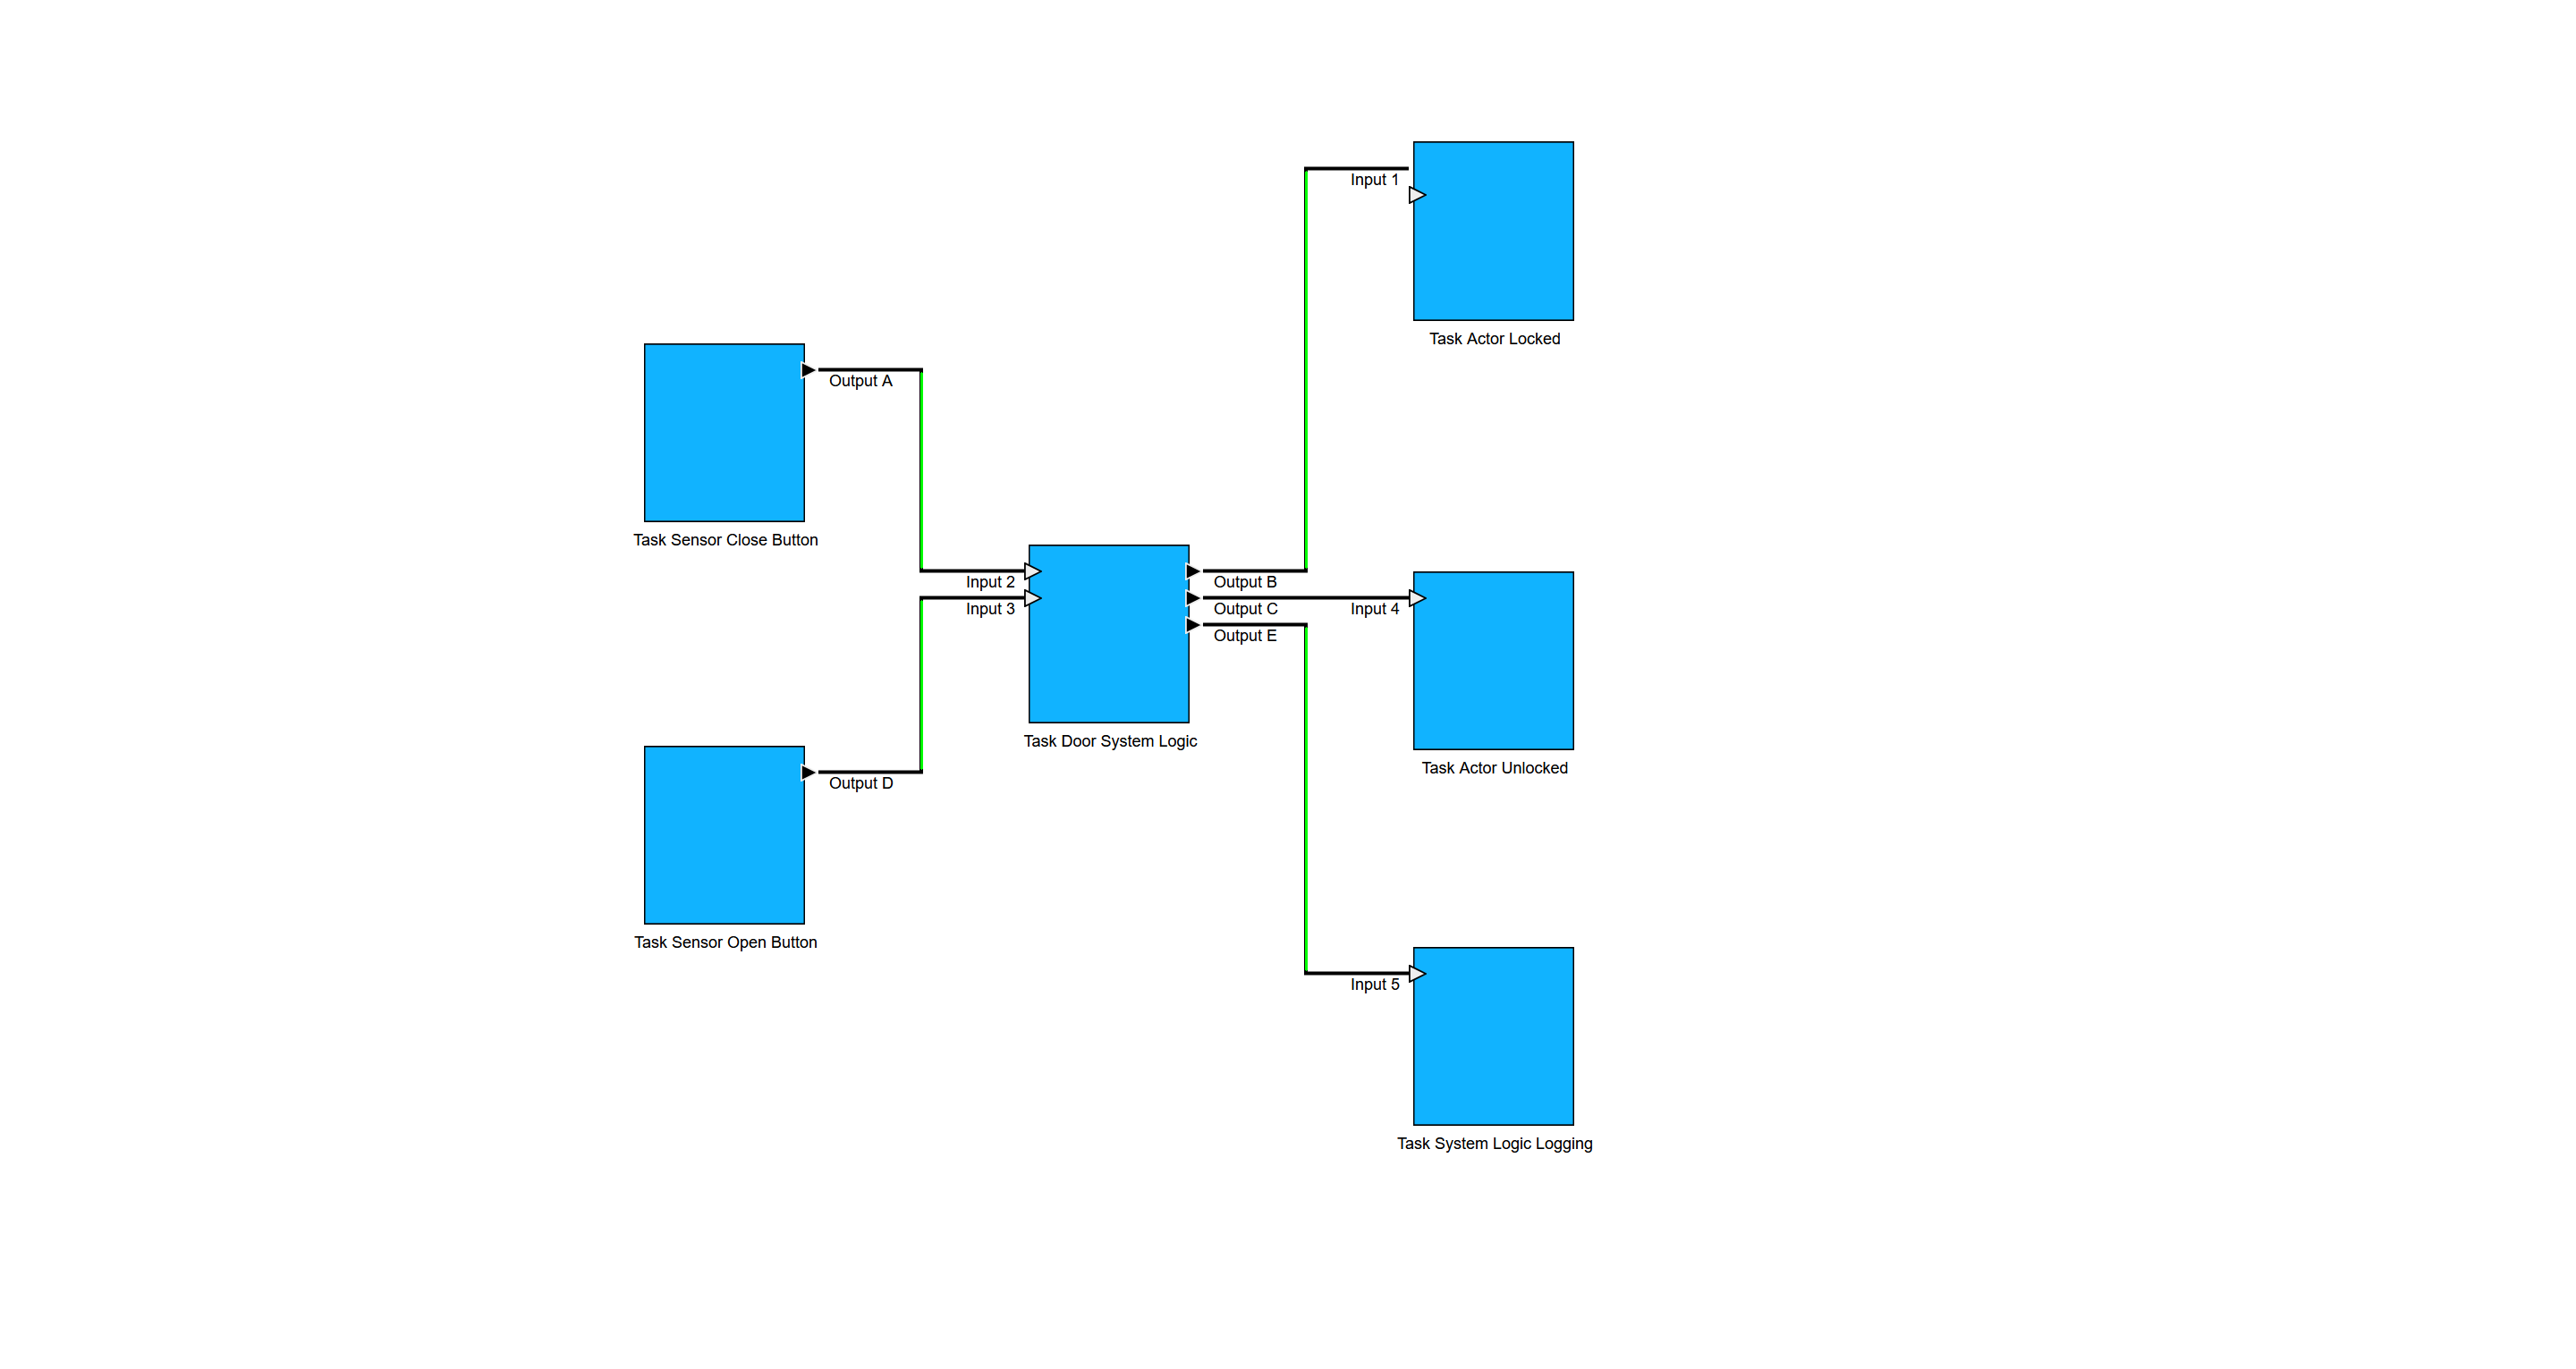 Input 1
Task Actor Locked
Output A
Task Sensor Close Button
Input 2
Output B
Input 3
Output C
Input 4
Output E
Task Door System Logic
Task Actor Unlocked
Output D
Task Sensor Open Button
Input 5
Task System Logic Logging